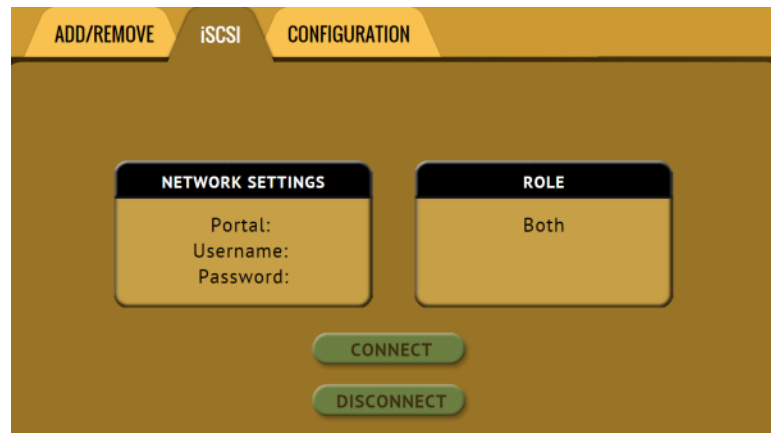 ADD/REMOVE
iSCSI
CONFIGURATION
NETWORK SETTINGS
Portal:
Username:
Password:
ROLE
Both
CONNECT
DISCONNECT